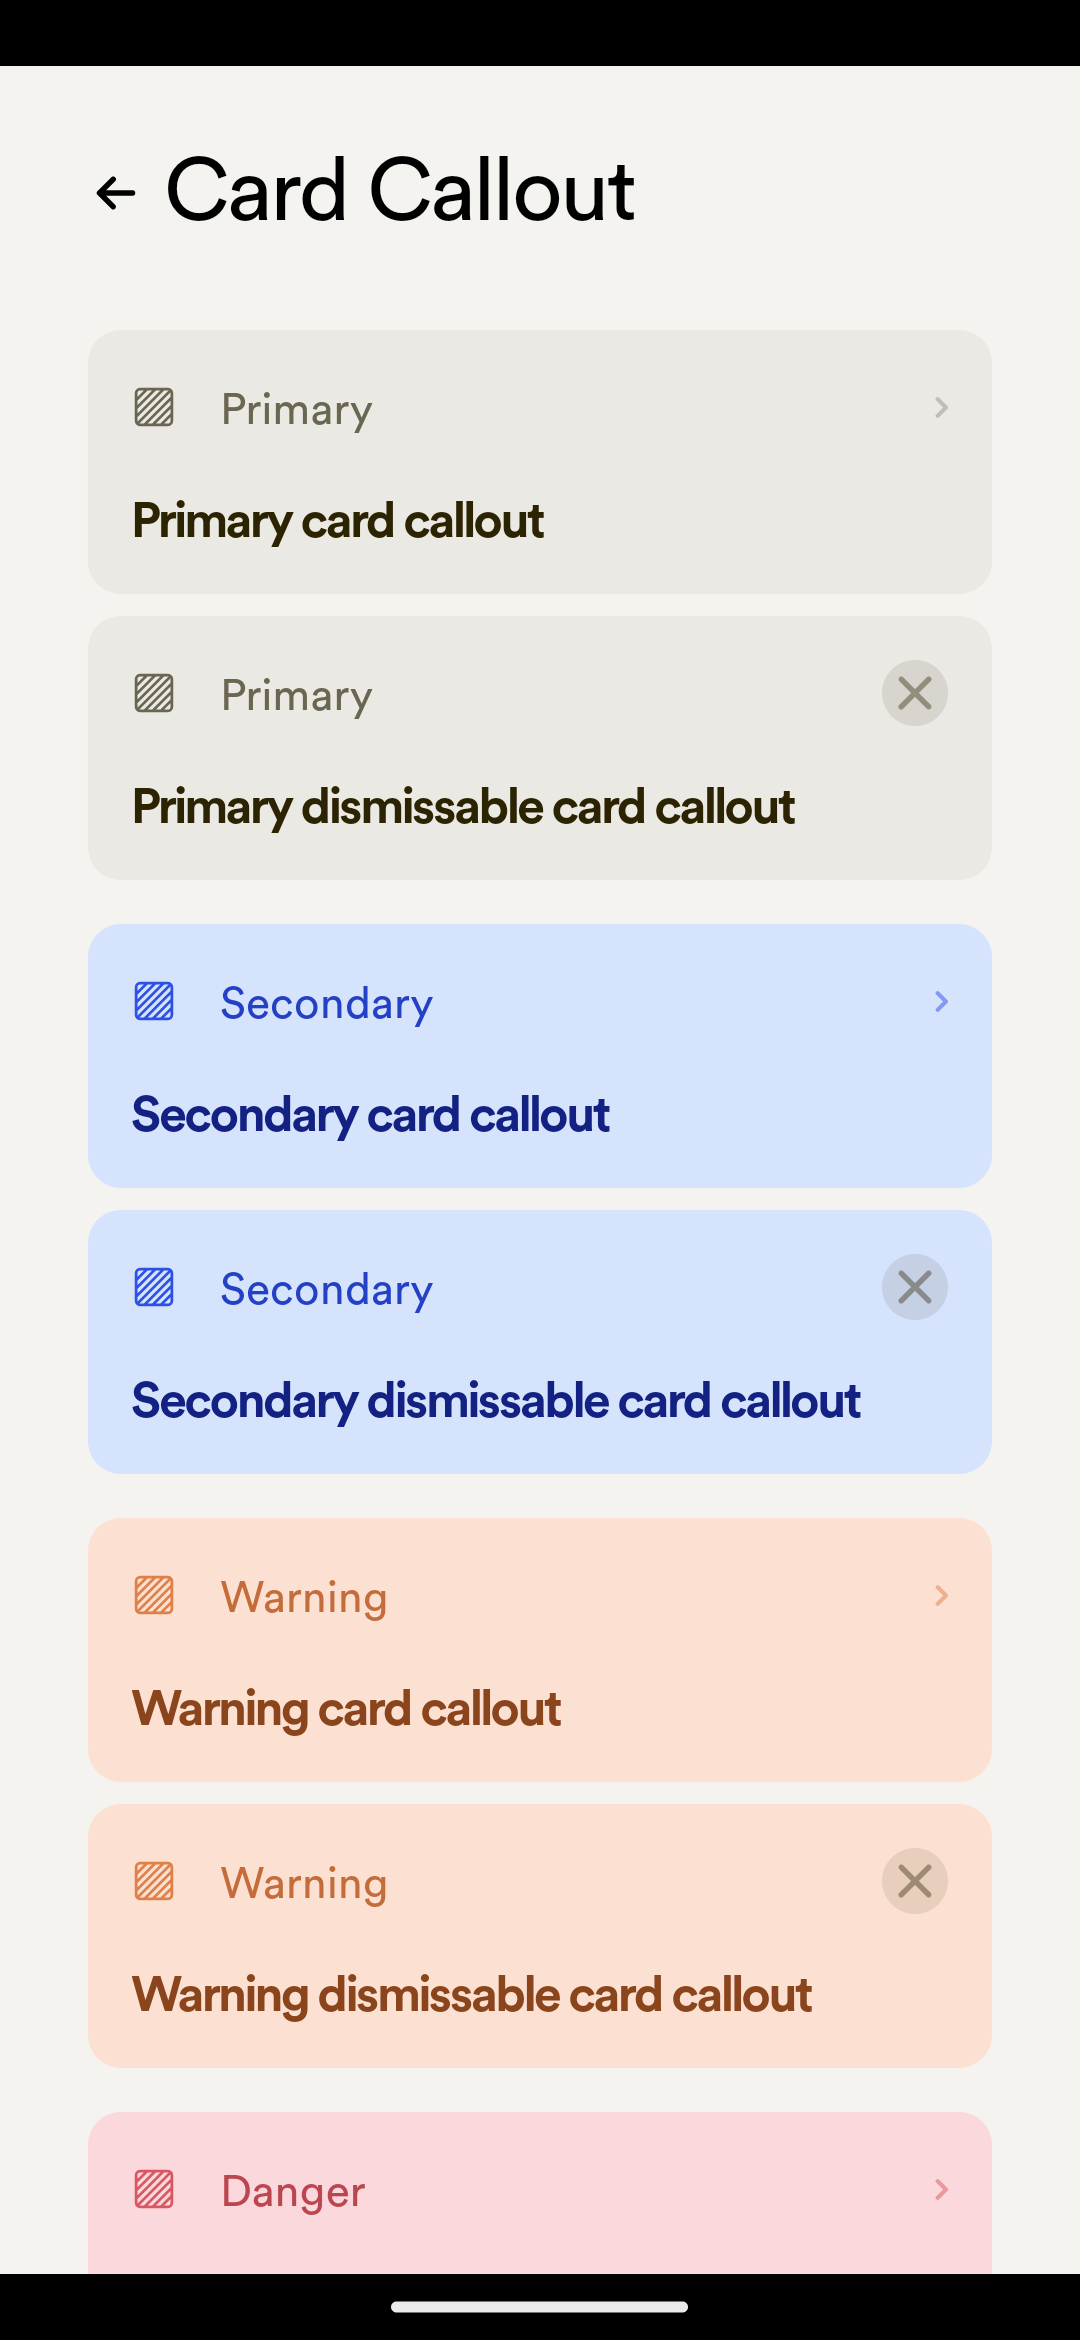 Card Callout
Primary
Primary card callout
Primary
Primary dismissable card callout
Secondary
Secondary card callout
Secondary
Secondary dismissable card callout
Warning
Warning card callout
Warning
Warning dismissable card callout
Danger